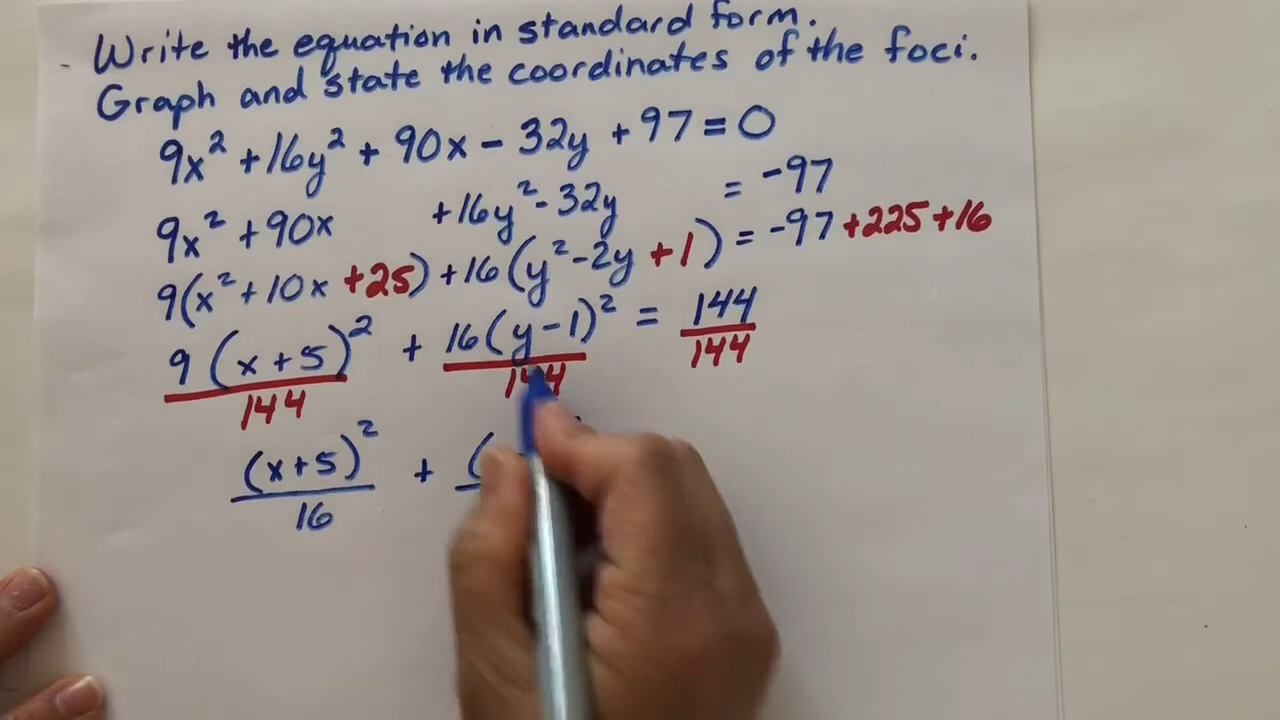 Write the equation in standard form.
Graph and state the coordinates of the foci.
9x² + 16y² + 90x - 32y + 97 = 0
9x² + 90x + 16y² - 32y = -97
9(x² + 10x + 25) + 16(y² - 2y + 1) = -97 + 225 + 16
9(x+5)² + 16(y-1)² = 144
144 144 144
(x+5)² + (
16